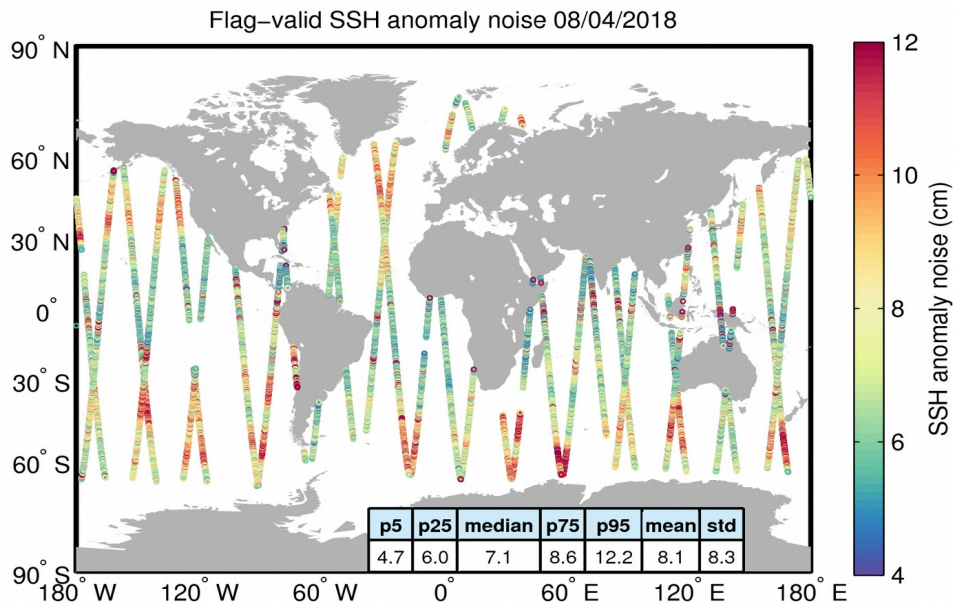 Flag−valid SSH anomaly noise 08/04/2018
90° N
60° N
30° N
0°
30° S
60° S
90° S
180° W
120° W
60° W
0°
60° E
120° E
180° E
p5 p25 median p75 p95 mean std
4.7 6.0 7.1 8.6 12.2 8.1 8.3
12
10
8
6
4
SSH anomaly noise (cm)